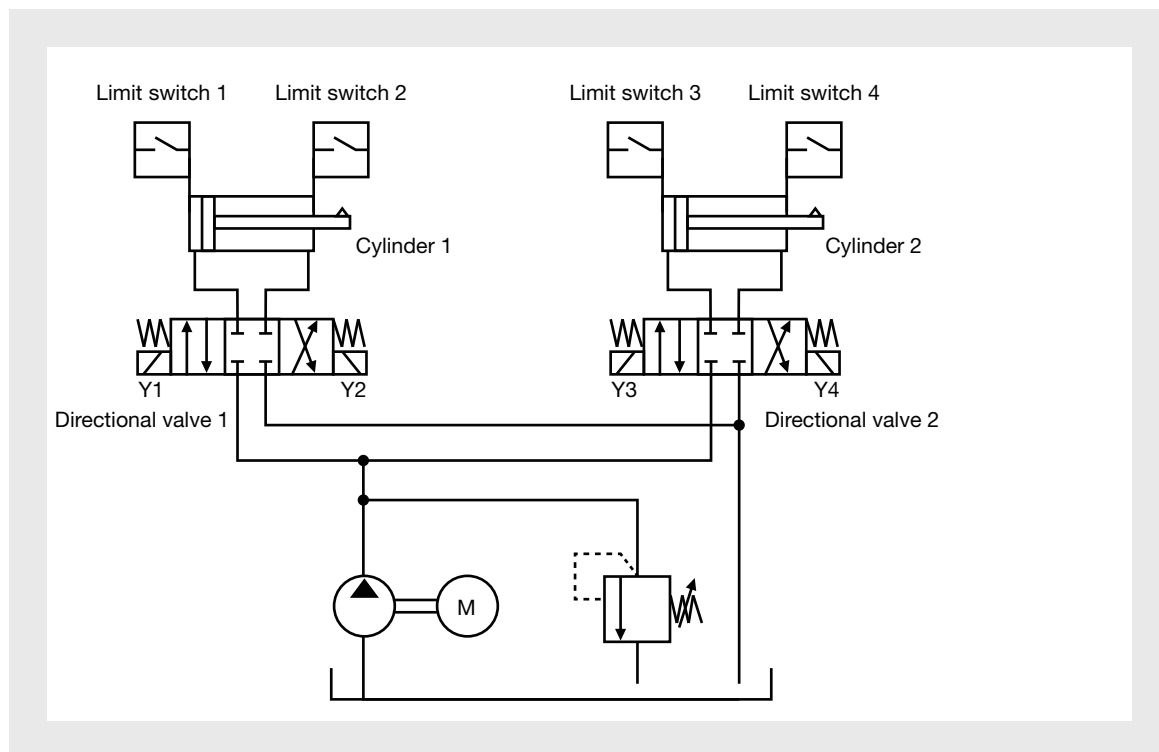 Limit switch 1
Limit switch 2
Limit switch 3
Limit switch 4
Cylinder 1
Cylinder 2
Y1
Y2
Y3
Y4
Directional valve 1
Directional valve 2
M